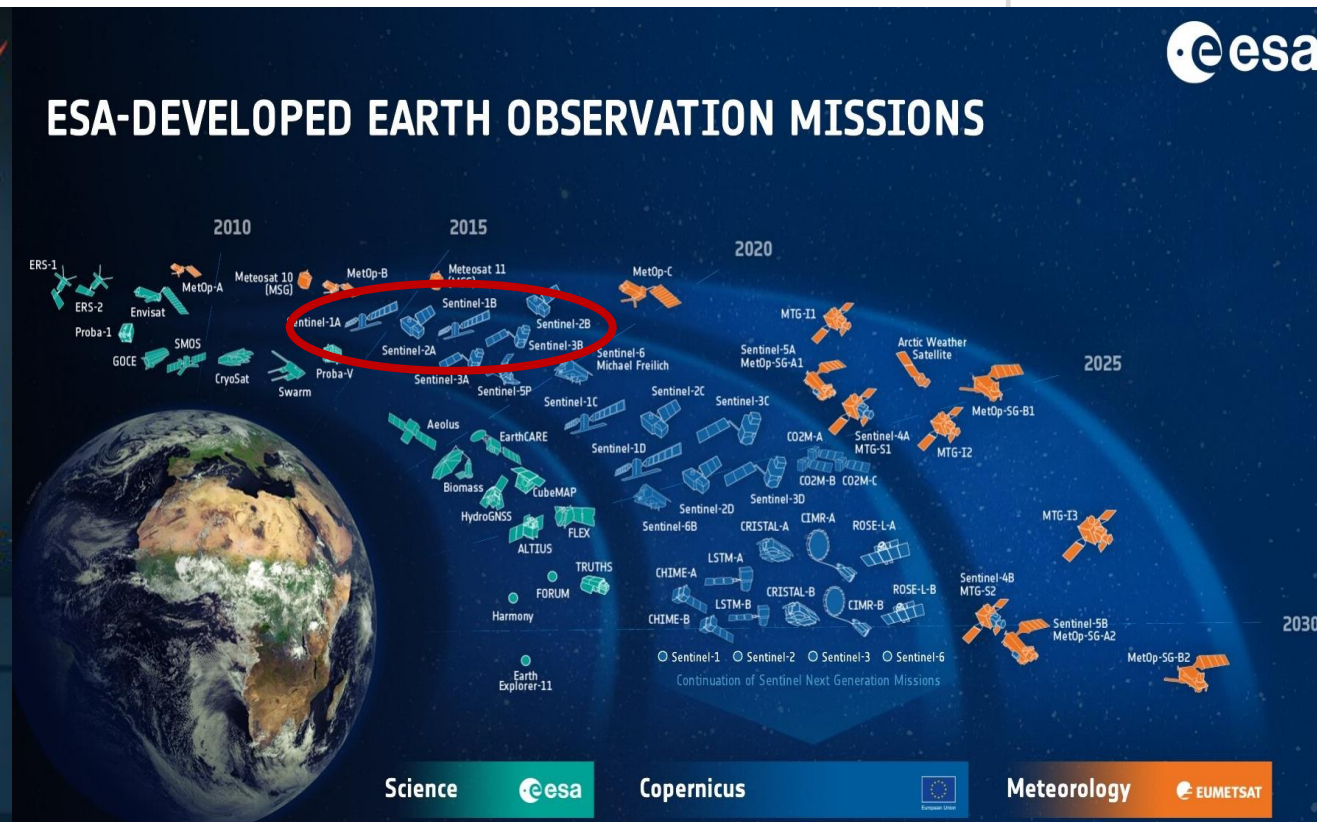 esa
ESA-DEVELOPED EARTH OBSERVATION MISSIONS
2010
2015
2020
2025
2030
ERS-1
ERS-2
Envisat
MetOp-A
Meteosat 10
(MSG)
MetOp-B
Meteosat 11
(MSG)
MetOp-C
Proba-1
GOCE
SMOS
CryoSat
Swarm
Proba-V
Sentinel-1A
Sentinel-2A
Sentinel-1B
Sentinel-2B
Sentinel-3B
Sentinel-3A
Sentinel-5P
Sentinel-6
Michael Freilich
MTG-I1
Sentinel-5A
MetOp-SG-A1
Arctic Weather
Satellite
MetOp-SG-B1
Sentinel-4A
MTG-S1
MTG-I2
Aeolus
EarthCARE
Biomass
CubeMAP
HydroGNSS
FLEX
ALTIUS
TRUTHS
FORUM
Harmony
Earth
Explorer-11
Sentinel-1C
Sentinel-2C
Sentinel-3C
Sentinel-1D
CO2M-A
CO2M-B
CO2M-C
Sentinel-2D
Sentinel-3D
Sentinel-6B
CRISTAL-A
CIMR-A
ROSE-L-A
LSTM-A
CHIME-A
CRISTAL-B
ROSE-L-B
LSTM-B
CIMR-B
CHIME-B
MTG-I3
Sentinel-4B
MTG-S2
Sentinel-5B
MetOp-SG-A2
MetOp-SG-B2
Sentinel-1 Sentinel-2 Sentinel-3 Sentinel-6
Continuation of Sentinel Next Generation Missions
Science esa
Copernicus
European Union
Meteorology EUMETSAT